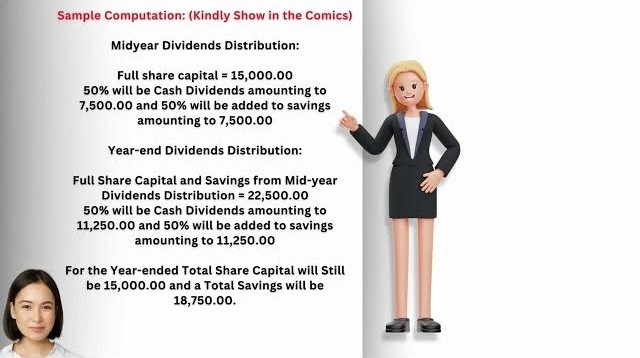 Sample Computation: (Kindly Show in the Comics)
Midyear Dividends Distribution:
Full share capital = 15,000.00
50% will be Cash Dividends amounting to
7,500.00 and 50% will be added to savings
amounting to 7,500.00
Year-end Dividends Distribution:
Full Share Capital and Savings from Mid-year
Dividends Distribution = 22,500.00
50% will be Cash Dividends amounting to
11,250.00 and 50% will be added to savings
amounting to 11,250.00
For the Year-ended Total Share Capital will Still
be 15,000.00 and a Total Savings will be
18,750.00.